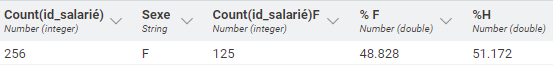 Count(id_salarié) Sexe Count(id_salarié)F % F %H
Number (integer) String Number (integer) Number (double) Number (double)
256 F 125 48.828 51.172